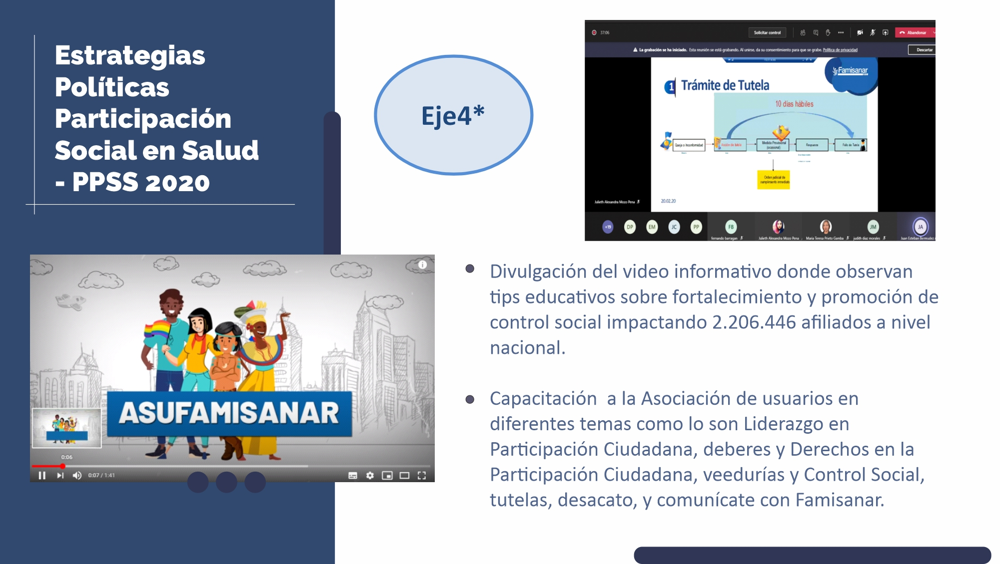 Estrategias
Políticas
Participación
Social en Salud
- PPSS 2020
Eje4*
37:06
Solicitar control
Abandonar
La grabación se ha iniciado. Esta reunión se está grabando. Al unirse, da su consentimiento para que se grabe. Política de privacidad
Descartar
Famisanar
1 Trámite de Tutela
10 días hábiles
Queja o Inconformidad
Acción de tutela
Medida Provisional
(ocasional)
Respuesta
Fallo de Tutela
Orden judicial de
cumplimiento inmediato
Julieth Alexandra Mozo Pena
20.02.20
+19 DP EM JC PP FB JM JA
fernando barragan
Julieth Alexandra Mozo Pena
Maria Teresa Prieto Gamba
judith diaz morales
Juan Esteban Bermudez
ASUFAMISANAR
0:06
0:07 / 1:41
Divulgación del video informativo donde observan
tips educativos sobre fortalecimiento y promoción de
control social impactando 2.206.446 afiliados a nivel
nacional.
Capacitación  a la Asociación de usuarios en
diferentes temas como lo son Liderazgo en
Participación Ciudadana, deberes y Derechos en la
Participación Ciudadana, veedurías y Control Social,
tutelas, desacato, y comunícate con Famisanar.